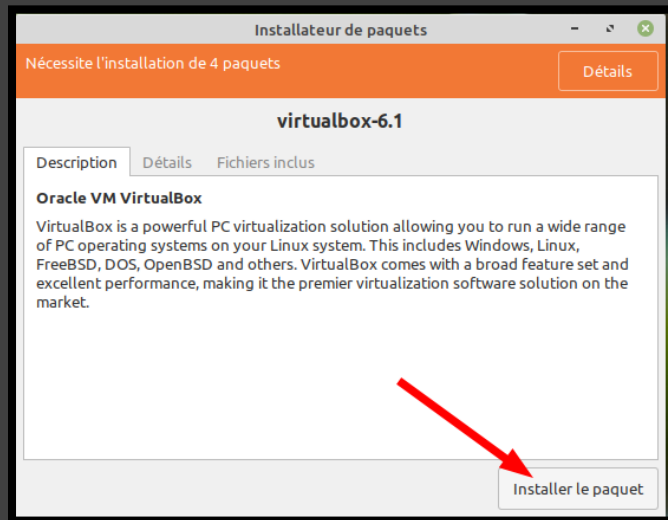 Installateur de paquets
Nécessite l'installation de 4 paquets
Détails
virtualbox-6.1
Description Détails Fichiers inclus
Oracle VM VirtualBox
VirtualBox is a powerful PC virtualization solution allowing you to run a wide range
of PC operating systems on your Linux system. This includes Windows, Linux,
FreeBSD, DOS, OpenBSD and others. VirtualBox comes with a broad feature set and
excellent performance, making it the premier virtualization software solution on the
market.
Installer le paquet